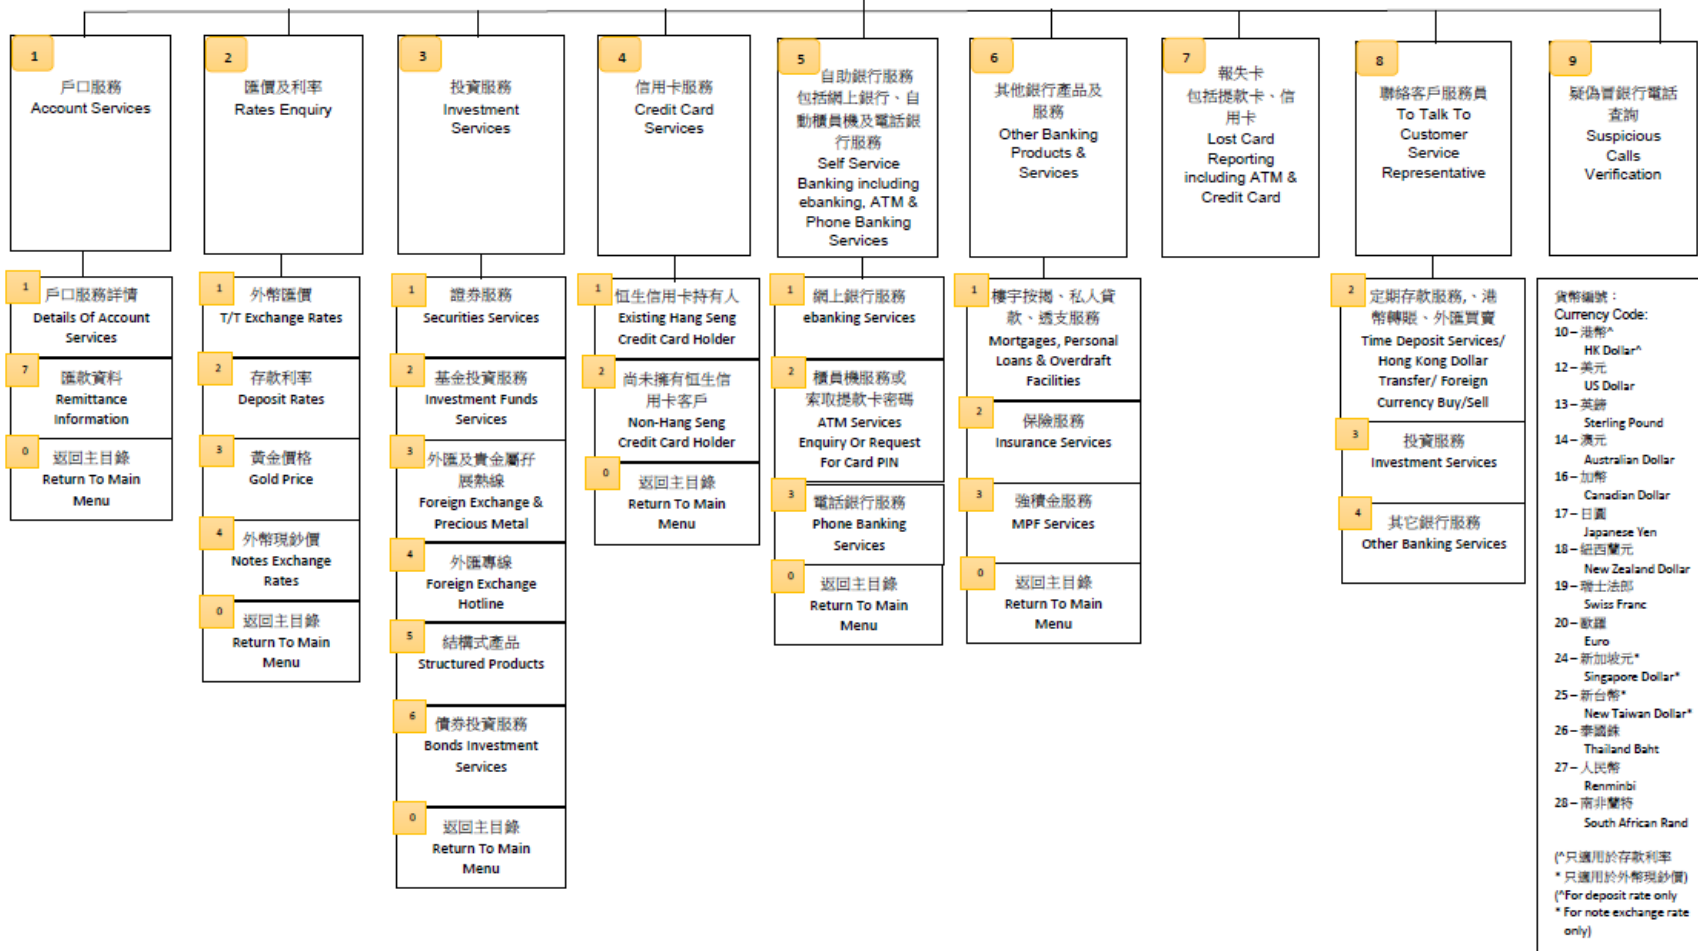 1
戶口服務
Account Services
2
匯價及利率
Rates Enquiry
3
投資服務
Investment
Services
4
信用卡服務
Credit Card
Services
5
自助銀行服務
包括網上銀行、自
動櫃員機及電話銀
行服務
Self Service
Banking including
ebanking, ATM &
Phone Banking
Services
6
其他銀行產品及
服務
Other Banking
Products &
Services
7
報失卡
包括提款卡、信
用卡
Lost Card
Reporting
including ATM &
Credit Card
8
聯絡客戶服務員
To Talk To
Customer
Service
Representative
9
疑偽冒銀行電話
查詢
Suspicious
Calls
Verification
1
戶口服務詳情
Details Of Account
Services
7
匯款資料
Remittance
Information
0
返回主目錄
Return To Main
Menu
1
外幣匯價
T/T Exchange Rates
2
存款利率
Deposit Rates
3
黃金價格
Gold Price
4
外幣現鈔價
Notes Exchange
Rates
0
返回主目錄
Return To Main
Menu
1
證券服務
Securities Services
2
基金投資服務
Investment Funds
Services
3
外匯及貴金屬孖
展熱線
Foreign Exchange &
Precious Metal
4
外匯專線
Foreign Exchange
Hotline
5
結構式產品
Structured Products
6
債券投資服務
Bonds Investment
Services
0
返回主目錄
Return To Main
Menu
1
恒生信用卡持有人
Existing Hang Seng
Credit Card Holder
2
尚未擁有恒生信
用卡客戶
Non-Hang Seng
Credit Card Holder
0
返回主目錄
Return To Main
Menu
1
網上銀行服務
ebanking Services
2
櫃員機服務或
索取提款卡密碼
ATM Services
Enquiry Or Request
For Card PIN
3
電話銀行服務
Phone Banking
Services
0
返回主目錄
Return To Main
Menu
1
樓宇按揭、私人貸
款、透支服務
Mortgages, Personal
Loans & Overdraft
Facilities
2
保險服務
Insurance Services
3
強積金服務
MPF Services
0
返回主目錄
Return To Main
Menu
2
定期存款服務,、港
幣轉賬、外匯買賣
Time Deposit Services/
Hong Kong Dollar
Transfer/ Foreign
Currency Buy/Sell
3
投資服務
Investment Services
4
其它銀行服務
Other Banking Services
貨幣編號：
Currency Code:
10 – 港幣^
HK Dollar^
12 – 美元
US Dollar
13 – 英鎊
Sterling Pound
14 – 澳元
Australian Dollar
16 – 加幣
Canadian Dollar
17 – 日圓
Japanese Yen
18 – 紐西蘭元
New Zealand Dollar
19 – 瑞士法郎
Swiss Franc
20 – 歐羅
Euro
24 – 新加坡元*
Singapore Dollar*
25 – 新台幣*
New Taiwan Dollar*
26 – 泰國銖
Thailand Baht
27 – 人民幣
Renminbi
28 – 南非蘭特
South African Rand
(^只適用於存款利率
* 只適用於外幣現鈔價)
(^For deposit rate only
* For note exchange rate
only)